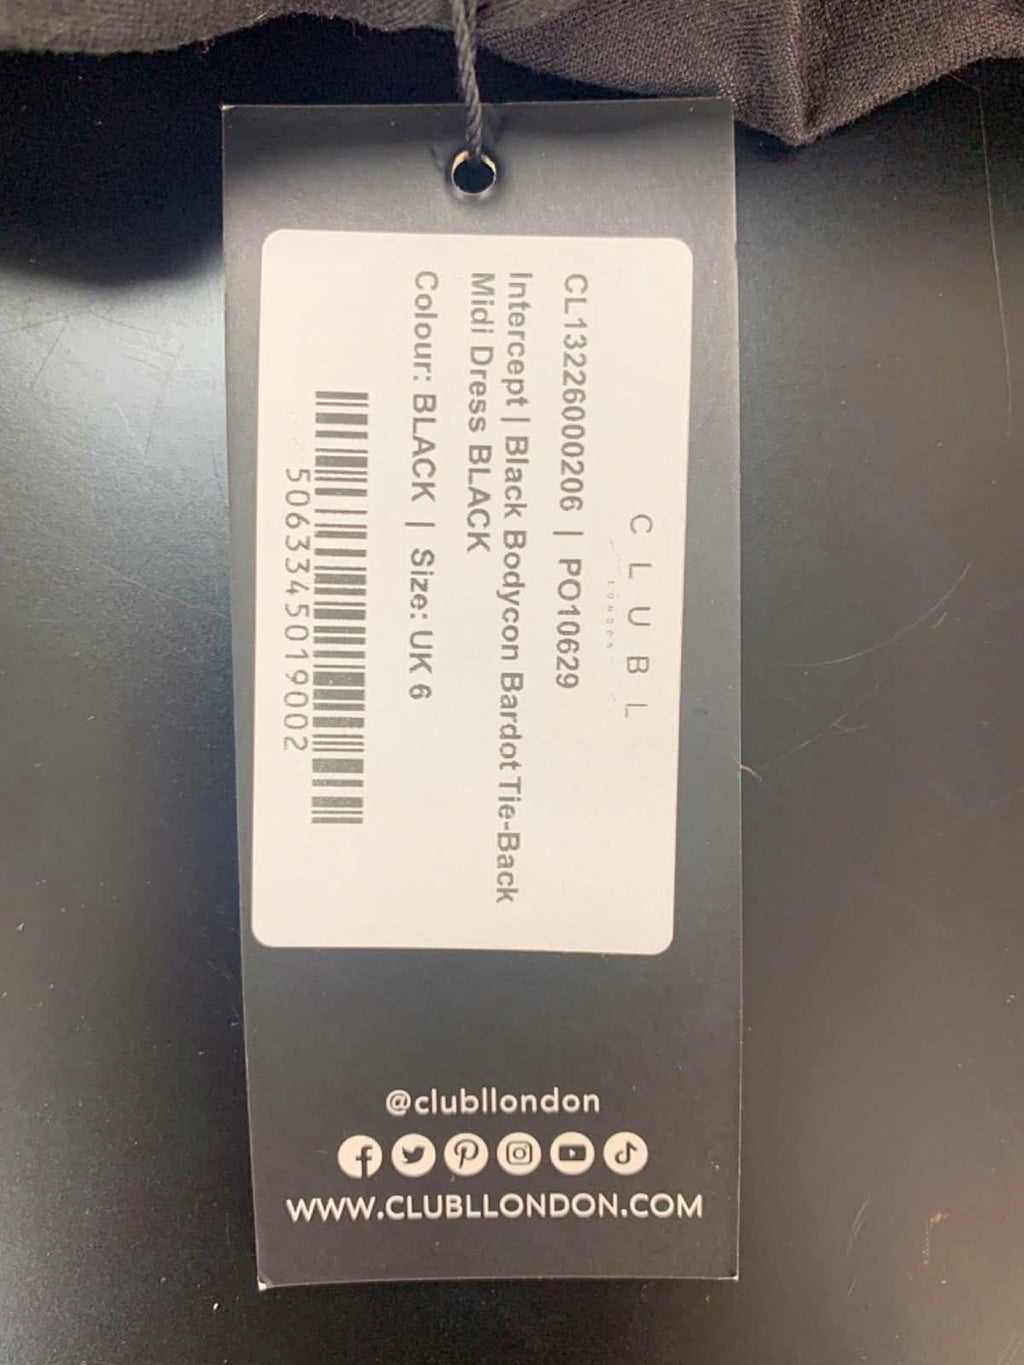 CLUBL
LONDON
CL13226000206 | PO10629
Intercept | Black Bodycon Bardot Tie-Back
Midi Dress BLACK
Colour: BLACK | Size: UK 6
5063345019002
@clubllondon
WWW.CLUBLLONDON.COM